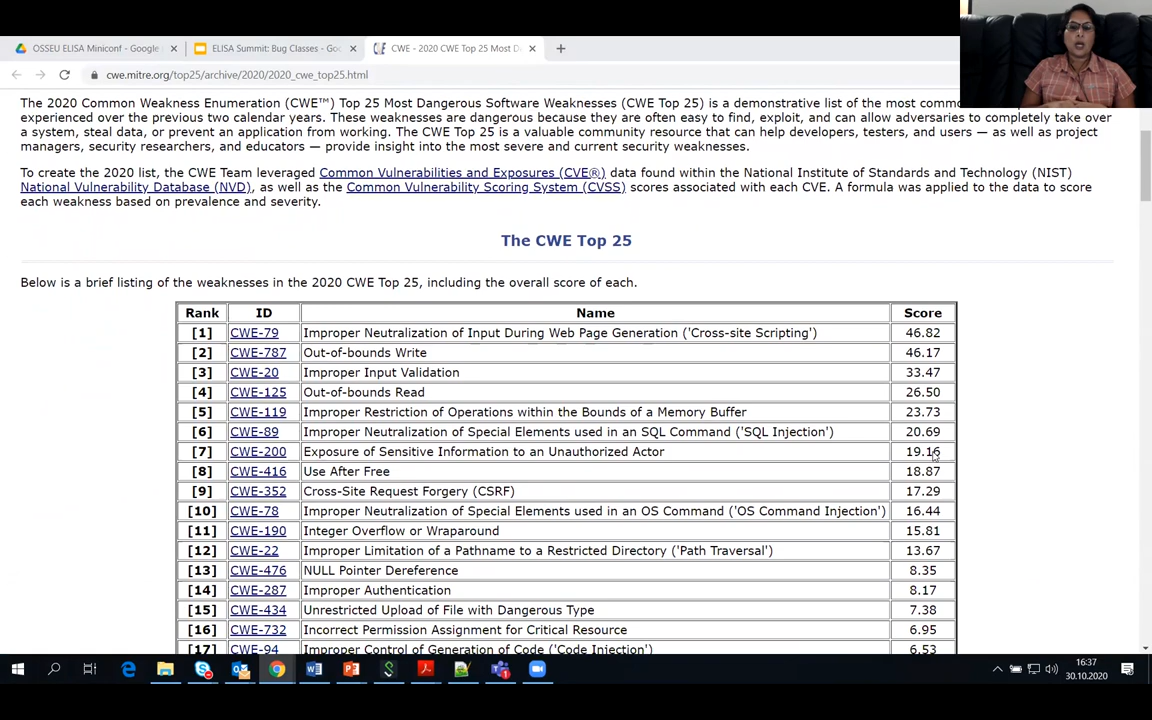 OSSEU ELISA Miniconf - Google
ELISA Summit: Bug Classes - Goo
CWE - 2020 CWE Top 25 Most D
cwe.mitre.org/top25/archive/2020/2020_cwe_top25.html
The 2020 Common Weakness Enumeration (CWE™) Top 25 Most Dangerous Software Weaknesses (CWE Top 25) is a demonstrative list of the most comm
experienced over the previous two calendar years. These weaknesses are dangerous because they are often easy to find, exploit, and can allow adversaries to completely take over
a system, steal data, or prevent an application from working. The CWE Top 25 is a valuable community resource that can help developers, testers, and users — as well as project
managers, security researchers, and educators — provide insight into the most severe and current security weaknesses.
To create the 2020 list, the CWE Team leveraged Common Vulnerabilities and Exposures (CVE®) data found within the National Institute of Standards and Technology (NIST)
National Vulnerability Database (NVD), as well as the Common Vulnerability Scoring System (CVSS) scores associated with each CVE. A formula was applied to the data to score
each weakness based on prevalence and severity.
The CWE Top 25
Below is a brief listing of the weaknesses in the 2020 CWE Top 25, including the overall score of each.
Rank ID Name Score
[1] CWE-79 Improper Neutralization of Input During Web Page Generation ('Cross-site Scripting') 46.82
[2] CWE-787 Out-of-bounds Write 46.17
[3] CWE-20 Improper Input Validation 33.47
[4] CWE-125 Out-of-bounds Read 26.50
[5] CWE-119 Improper Restriction of Operations within the Bounds of a Memory Buffer 23.73
[6] CWE-89 Improper Neutralization of Special Elements used in an SQL Command ('SQL Injection') 20.69
[7] CWE-200 Exposure of Sensitive Information to an Unauthorized Actor 19.16
[8] CWE-416 Use After Free 18.87
[9] CWE-352 Cross-Site Request Forgery (CSRF) 17.29
[10] CWE-78 Improper Neutralization of Special Elements used in an OS Command ('OS Command Injection') 16.44
[11] CWE-190 Integer Overflow or Wraparound 15.81
[12] CWE-22 Improper Limitation of a Pathname to a Restricted Directory ('Path Traversal') 13.67
[13] CWE-476 NULL Pointer Dereference 8.35
[14] CWE-287 Improper Authentication 8.17
[15] CWE-434 Unrestricted Upload of File with Dangerous Type 7.38
[16] CWE-732 Incorrect Permission Assignment for Critical Resource 6.95
[17] CWE-94 Improper Control of Generation of Code ('Code Injection') 6.53
16:37
30.10.2020